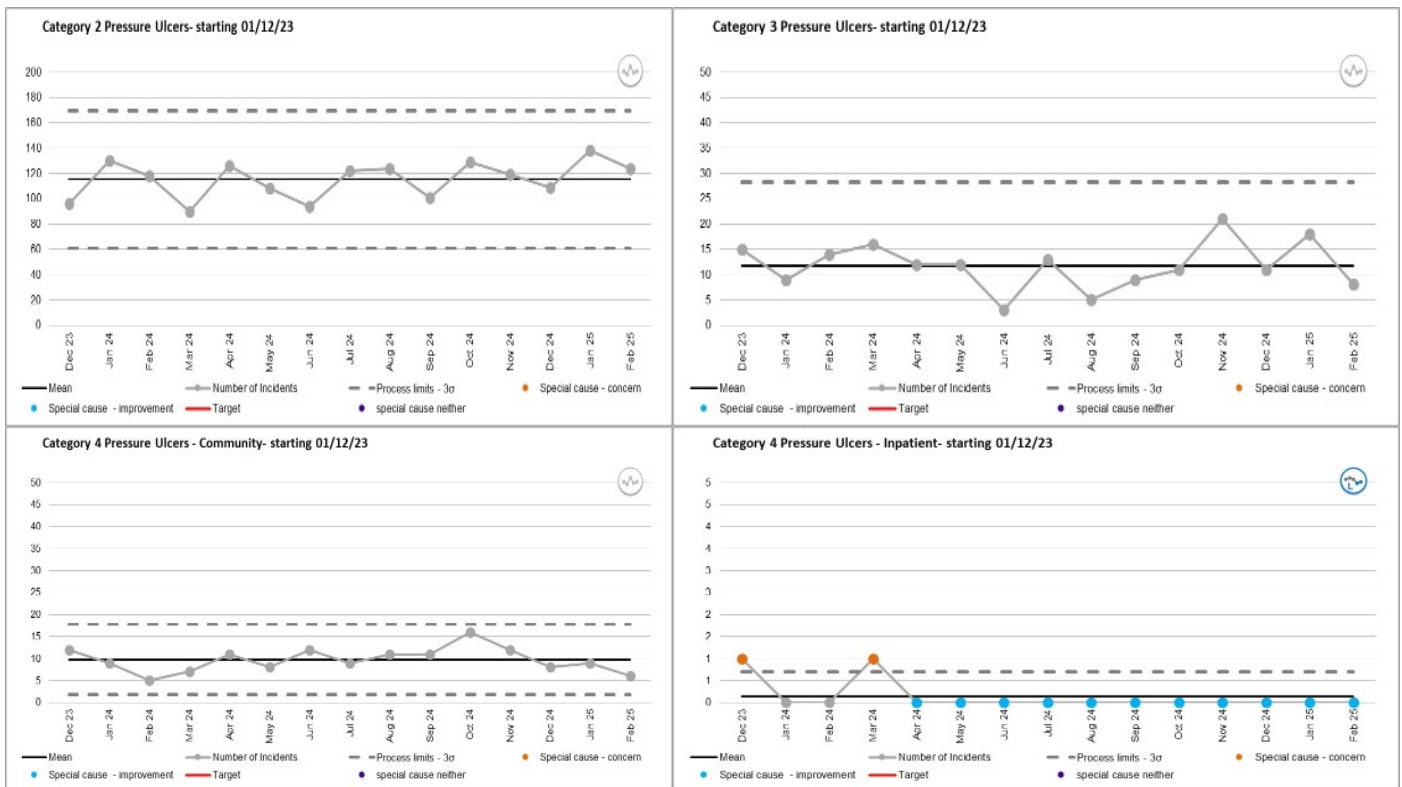 Category 2 Pressure Ulcers- starting 01/12/23
200
180
160
140
120
100
80
60
40
20
0
Dec 23
Jan 24
Feb 24
Mar 24
Apr 24
May 24
Jun 24
Jul 24
Aug 24
Sep 24
Oct 24
Nov 24
Dec 24
Jan 25
Feb 25
Mean Number of Incidents Process limits - 3σ Special cause - concern
Special cause - improvement Target special cause neither
Category 3 Pressure Ulcers- starting 01/12/23
50
45
40
35
30
25
20
15
10
5
0
Dec 23
Jan 24
Feb 24
Mar 24
Apr 24
May 24
Jun 24
Jul 24
Aug 24
Sep 24
Oct 24
Nov 24
Dec 24
Jan 25
Feb 25
Mean Number of Incidents Process limits - 3σ Special cause - concern
Special cause - improvement Target special cause neither
Category 4 Pressure Ulcers - Community- starting 01/12/23
50
45
40
35
30
25
20
15
10
5
0
Dec 23
Jan 24
Feb 24
Mar 24
Apr 24
May 24
Jun 24
Jul 24
Aug 24
Sep 24
Oct 24
Nov 24
Dec 24
Jan 25
Feb 25
Mean Number of Incidents Process limits - 3σ Special cause - concern
Special cause - improvement Target special cause neither
Category 4 Pressure Ulcers - Inpatient- starting 01/12/23
L
5
5
4
4
3
3
2
2
1
1
0
Dec 23
Jan 24
Feb 24
Mar 24
Apr 24
May 24
Jun 24
Jul 24
Aug 24
Sep 24
Oct 24
Nov 24
Dec 24
Jan 25
Feb 25
Mean Number of Incidents Process limits - 3σ Special cause - concern
Special cause - improvement Target special cause neither